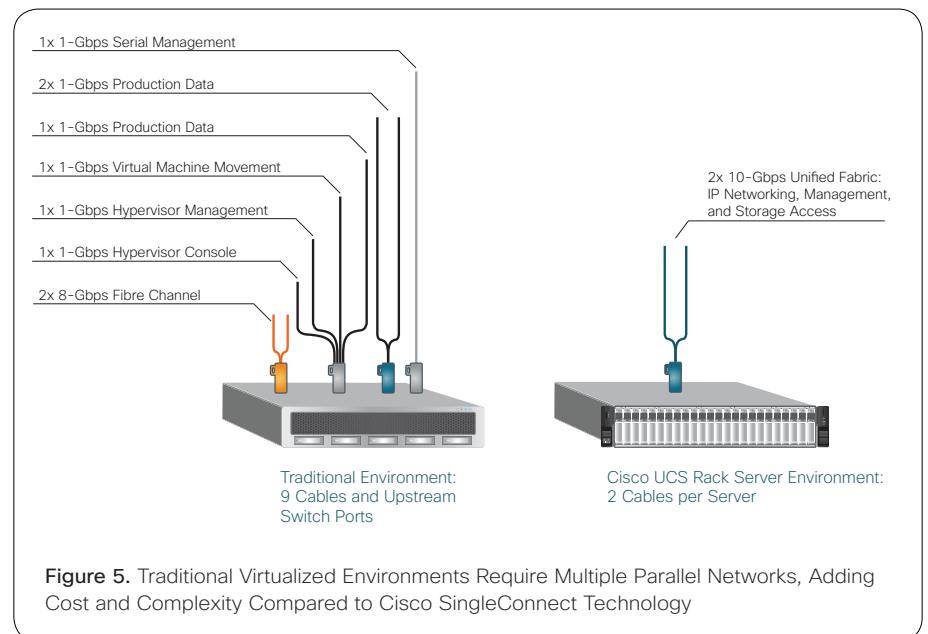 1x 1-Gbps Serial Management
2x 1-Gbps Production Data
1x 1-Gbps Production Data
1x 1-Gbps Virtual Machine Movement
1x 1-Gbps Hypervisor Management
1x 1-Gbps Hypervisor Console
2x 8-Gbps Fibre Channel
2x 10-Gbps Unified Fabric:
IP Networking, Management,
and Storage Access
Traditional Environment:
9 Cables and Upstream
Switch Ports
Cisco UCS Rack Server Environment:
2 Cables per Server
Figure 5. Traditional Virtualized Environments Require Multiple Parallel Networks, Adding
Cost and Complexity Compared to Cisco SingleConnect Technology